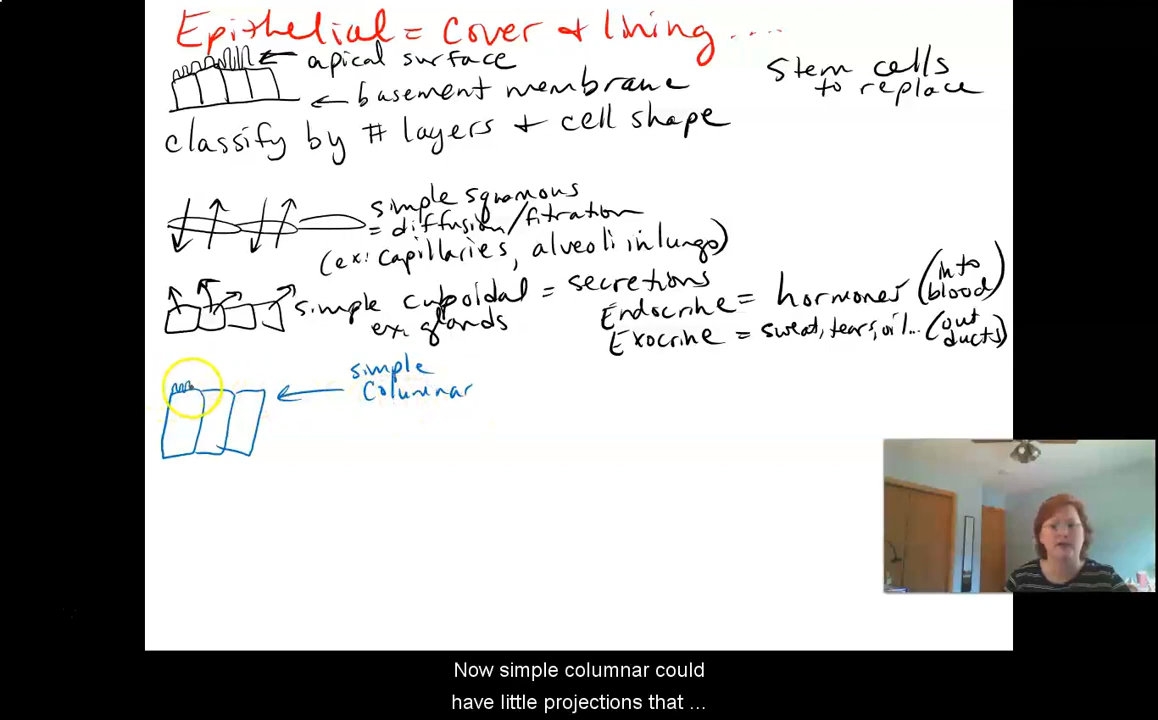 Epithelial = cover + lining....
← apical surface
← basement membrane
Stem cells
to replace
classify by # layers + cell shape
simple squamous
= diffusion/fitration
(ex: capillaries, alveoli in lungs)
simple cuboidal = secretions
ex: glands
Endocrine = hormones (into
blood)
Exocrine = sweat, tears, oil... (out
ducts)
simple
Columnar
Now simple columnar could
have little projections that ...